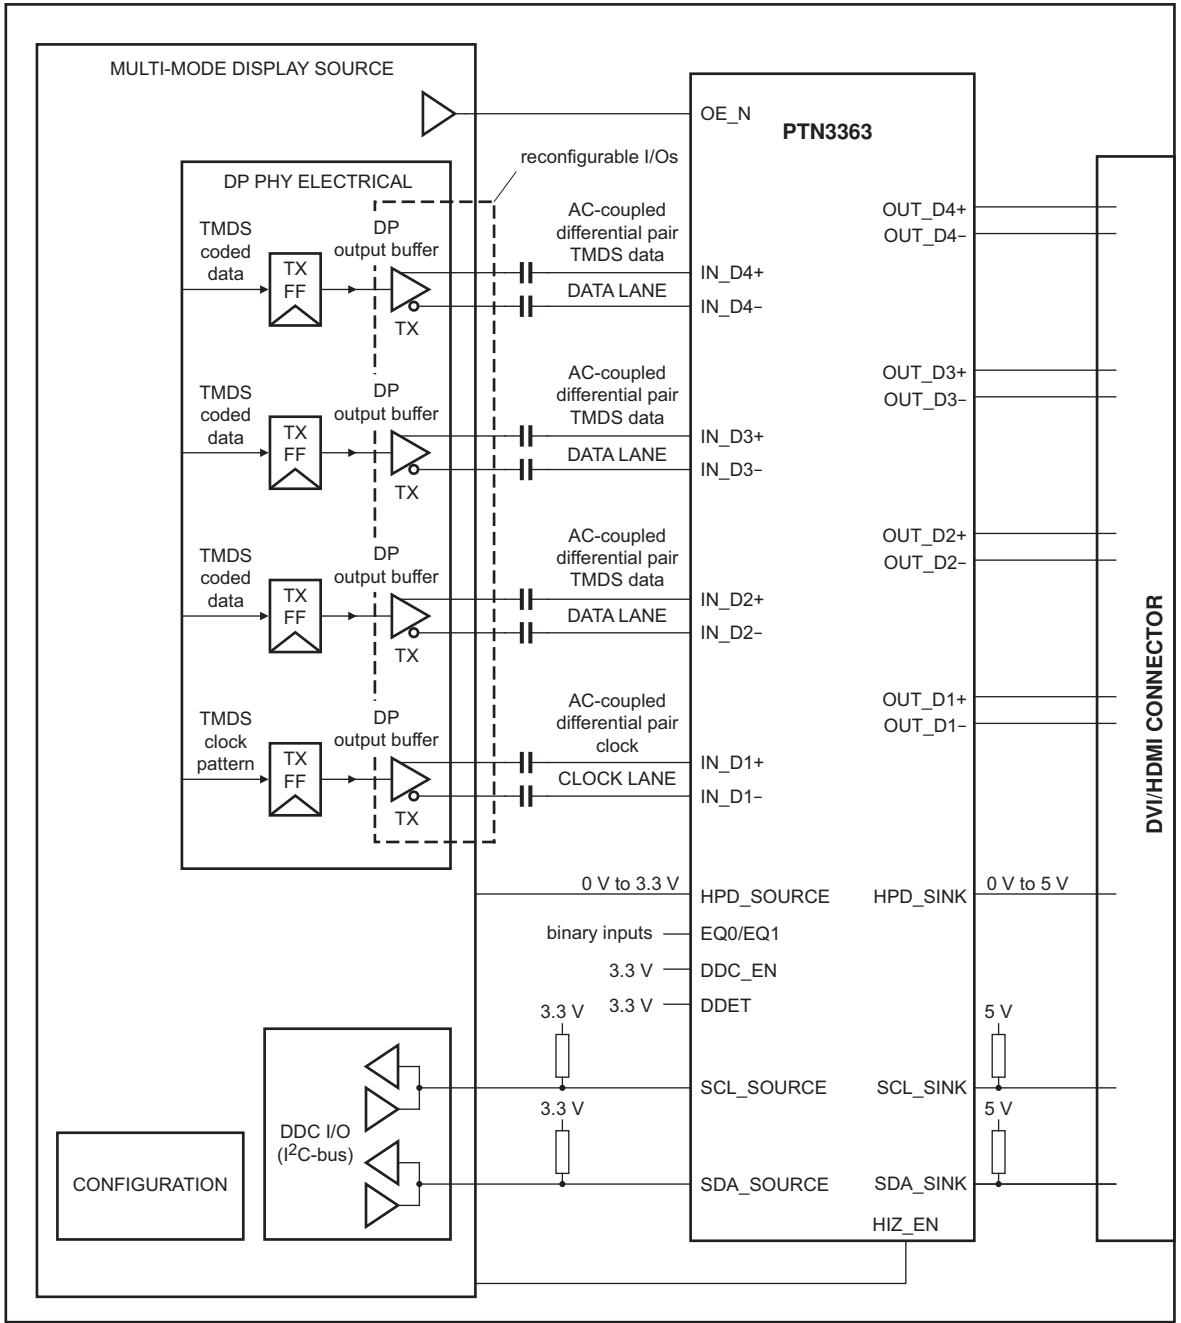 MULTI-MODE DISPLAY SOURCE
OE_N
PTN3363
reconfigurable I/Os
DP PHY ELECTRICAL
TMDS
coded
data
TX
FF
DP
output buffer
TX
AC-coupled
differential pair
TMDS data
DATA LANE
IN_D4+
IN_D4−
OUT_D4+
OUT_D4−
TMDS
coded
data
TX
FF
DP
output buffer
TX
AC-coupled
differential pair
TMDS data
DATA LANE
IN_D3+
IN_D3−
OUT_D3+
OUT_D3−
TMDS
coded
data
TX
FF
DP
output buffer
TX
AC-coupled
differential pair
TMDS data
DATA LANE
IN_D2+
IN_D2−
OUT_D2+
OUT_D2−
TMDS
clock
pattern
TX
FF
DP
output buffer
TX
AC-coupled
differential pair
clock
CLOCK LANE
IN_D1+
IN_D1−
OUT_D1+
OUT_D1−
DVI/HDMI CONNECTOR
0 V to 3.3 V
HPD_SOURCE
HPD_SINK
0 V to 5 V
binary inputs
EQ0/EQ1
3.3 V
DDC_EN
3.3 V
DDET
3.3 V
5 V
SCL_SOURCE
SCL_SINK
3.3 V
5 V
DDC I/O
(I²C-bus)
CONFIGURATION
SDA_SOURCE
SDA_SINK
HIZ_EN